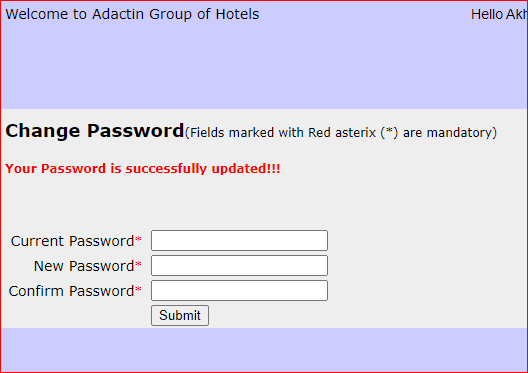 Welcome to Adactin Group of Hotels Hello Akh
Change Password(Fields marked with Red asterix (*) are mandatory)
Your Password is successfully updated!!!
Current Password*
New Password*
Confirm Password*
Submit